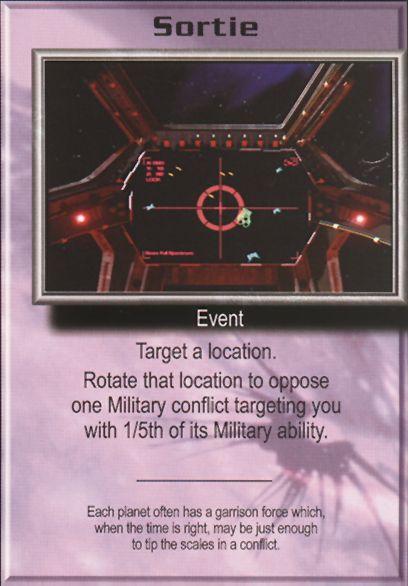 Sortie
LOCK
Event
Target a location.
Rotate that location to oppose
one Military conflict targeting you
with 1/5th of its Military ability.
Each planet often has a garrison force which,
when the time is right, may be just enough
to tip the scales in a conflict.